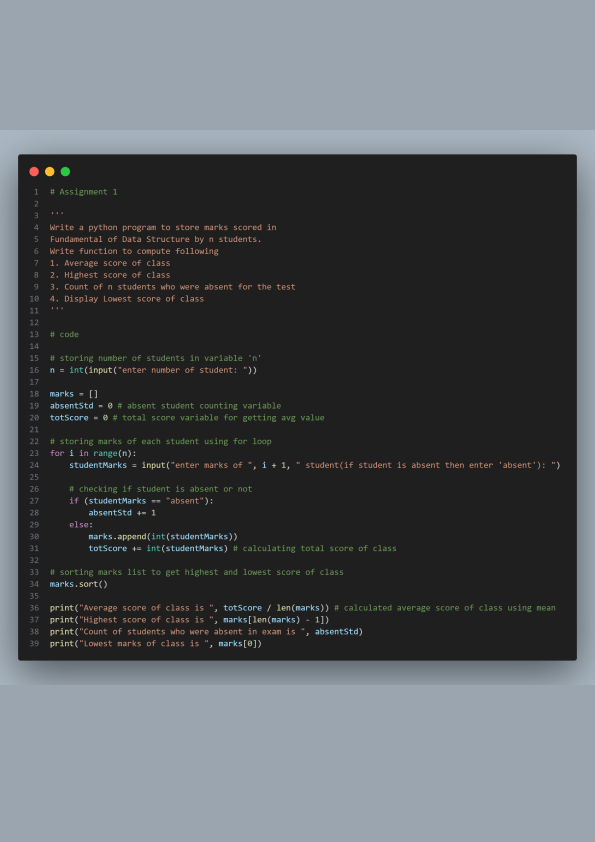 1 # Assignment 1
2
3 '''
4 Write a python program to store marks scored in
5 Fundamental of Data Structure by n students.
6 Write function to compute following
7 1. Average score of class
8 2. Highest score of class
9 3. Count of n students who were absent for the test
10 4. Display Lowest score of class
11 '''
12
13 # code
14
15 # storing number of students in variable 'n'
16 n = int(input("enter number of student: "))
17
18 marks = []
19 absentStd = 0 # absent student counting variable
20 totScore = 0 # total score variable for getting avg value
21
22 # storing marks of each student using for loop
23 for i in range(n):
24     studentMarks = input("enter marks of ", i + 1, " student(if student is absent then enter 'absent'): ")
25
26     # checking if student is absent or not
27     if (studentMarks == "absent"):
28         absentStd += 1
29     else:
30         marks.append(int(studentMarks))
31         totScore += int(studentMarks) # calculating total score of class
32
33 # sorting marks list to get highest and lowest score of class
34 marks.sort()
35
36 print("Average score of class is ", totScore / len(marks)) # calculated average score of class using mean
37 print("Highest score of class is ", marks[len(marks) - 1])
38 print("Count of students who were absent in exam is ", absentStd)
39 print("Lowest marks of class is ", marks[0])